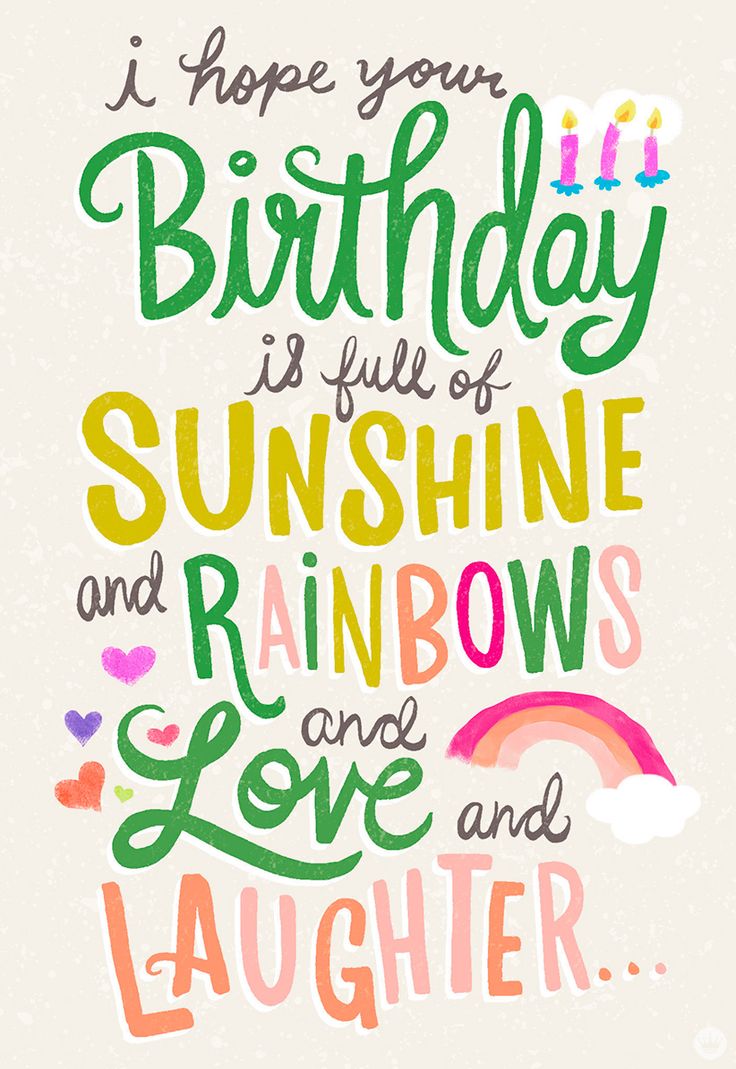 i hope your
Birthday
is full of
SUNSHINE
and RAiNBOWS
and
Love and
LAUGHTER...